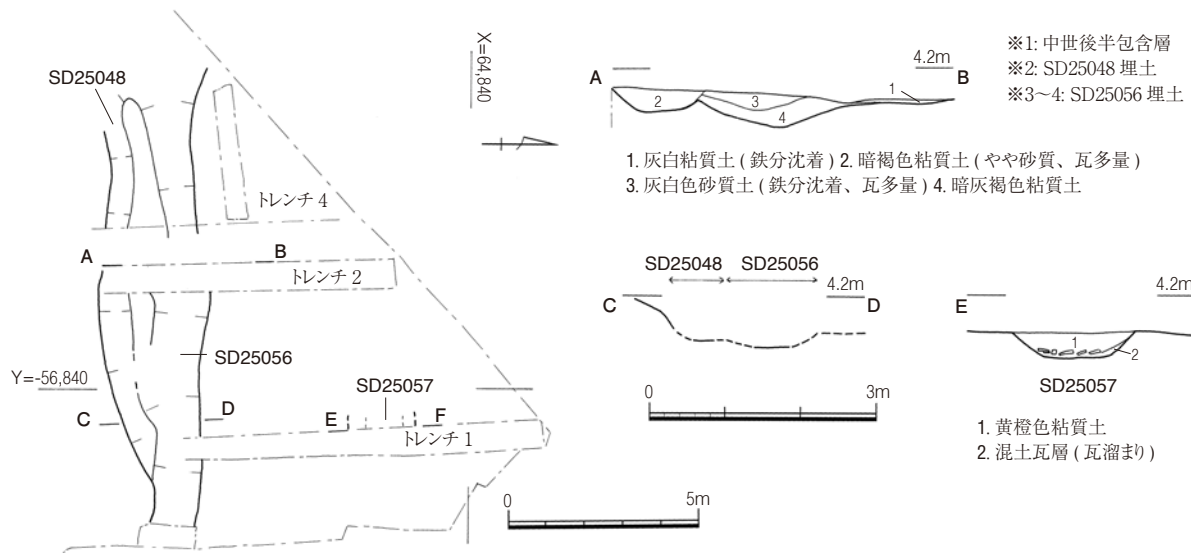 SD25048
X=64,840
トレンチ 4
A
B
トレンチ 2
SD25056
Y=-56,840
SD25057
C
D
E
F
トレンチ 1
0
5m
A
4.2m
B
2
3
4
1
※1: 中世後半包含層
※2: SD25048 埋土
※3～4: SD25056 埋土
1. 灰白粘質土 ( 鉄分沈着 ) 2. 暗褐色粘質土 ( やや砂質、瓦多量 )
3. 灰白色砂質土 ( 鉄分沈着、瓦多量 ) 4. 暗灰褐色粘質土
SD25048
SD25056
C
4.2m
D
0
3m
E
4.2m
1
2
SD25057
1. 黄橙色粘質土
2. 混土瓦層 ( 瓦溜まり )